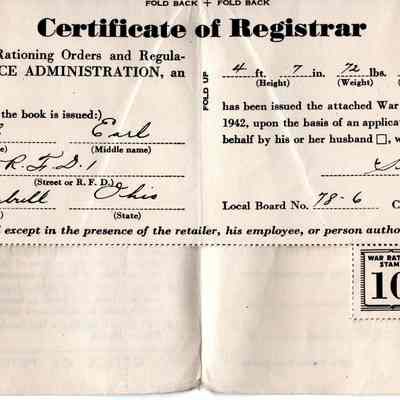 FOLD BACK + FOLD BACK
Certificate of Registrar
Rationing Orders and Regula-
CE ADMINISTRATION, an
FOLD UP
4 ft. 7 in. 72 lbs.
(Height) (Weight)
the book is issued:)
Earl
(Middle name)
R.F.D. 1
(Street or R. F. D.)
Ohio
(State)
has been issued the attached War
1942, upon the basis of an applica
behalf by his or her husband □, w
Local Board No. 78-6 C
except in the presence of the retailer, his employee, or person autho
WAR RAT
STAM
10